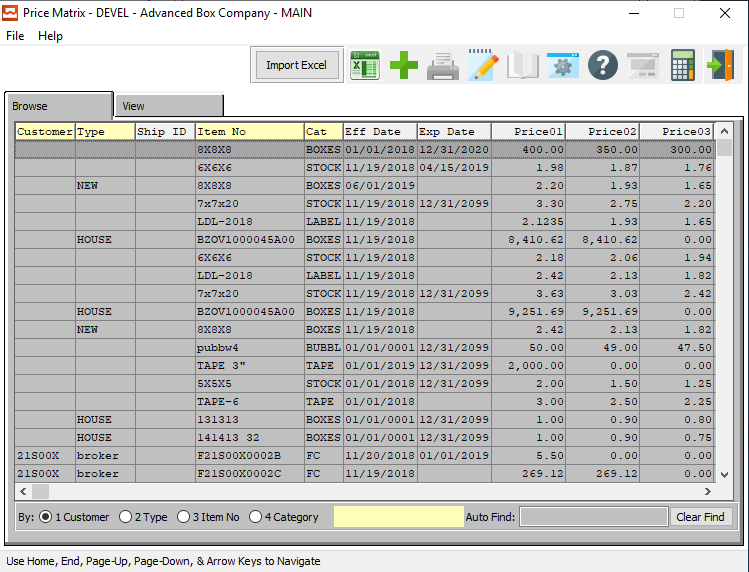 Price Matrix - DEVEL - Advanced Box Company - MAIN
File Help
Import Excel
excel
Browse View
Customer Type Ship ID Item No Cat Eff Date Exp Date Price01 Price02 Price03
8X8X8 BOXES 01/01/2018 12/31/2020 400.00 350.00 300.00
6X6X6 STOCK 11/19/2018 04/15/2019 1.98 1.87 1.76
NEW 8X8X8 BOXES 06/01/2019 2.20 1.93 1.65
7x7x20 STOCK 11/19/2018 12/31/2099 3.30 2.75 2.20
LDL-2018 LABEL 11/19/2018 2.1235 1.93 1.65
HOUSE BZOV1000045A00 BOXES 11/19/2018 8,410.62 8,410.62 0.00
6X6X6 STOCK 11/19/2018 2.18 2.06 1.94
LDL-2018 LABEL 11/19/2018 2.42 2.13 1.82
7x7x20 STOCK 11/19/2018 12/31/2099 3.63 3.03 2.42
HOUSE BZOV1000045A00 BOXES 11/19/2018 9,251.69 9,251.69 0.00
NEW 8X8X8 BOXES 11/19/2018 2.42 2.13 1.82
pubbw4 BUBBL 01/01/0001 12/31/2099 50.00 49.00 47.50
TAPE 3" TAPE 01/01/2019 12/31/2099 2,000.00 0.00 0.00
5X5X5 STOCK 01/01/2018 12/31/2099 2.00 1.50 1.25
TAPE-6 TAPE 01/01/2018 12/31/2099 3.00 2.50 2.25
HOUSE 131313 BOXES 01/01/0001 12/31/2099 1.00 0.90 0.80
HOUSE 141413 32 BOXES 01/01/0001 12/31/2099 1.00 0.90 0.75
21S00X broker F21S00X0002B FC 11/20/2018 01/01/2019 5.50 0.00 0.00
21S00X broker F21S00X0002C FC 11/19/2018 269.12 269.12 0.00
By: 1 Customer 2 Type 3 Item No 4 Category Auto Find: Clear Find
Use Home, End, Page-Up, Page-Down, & Arrow Keys to Navigate